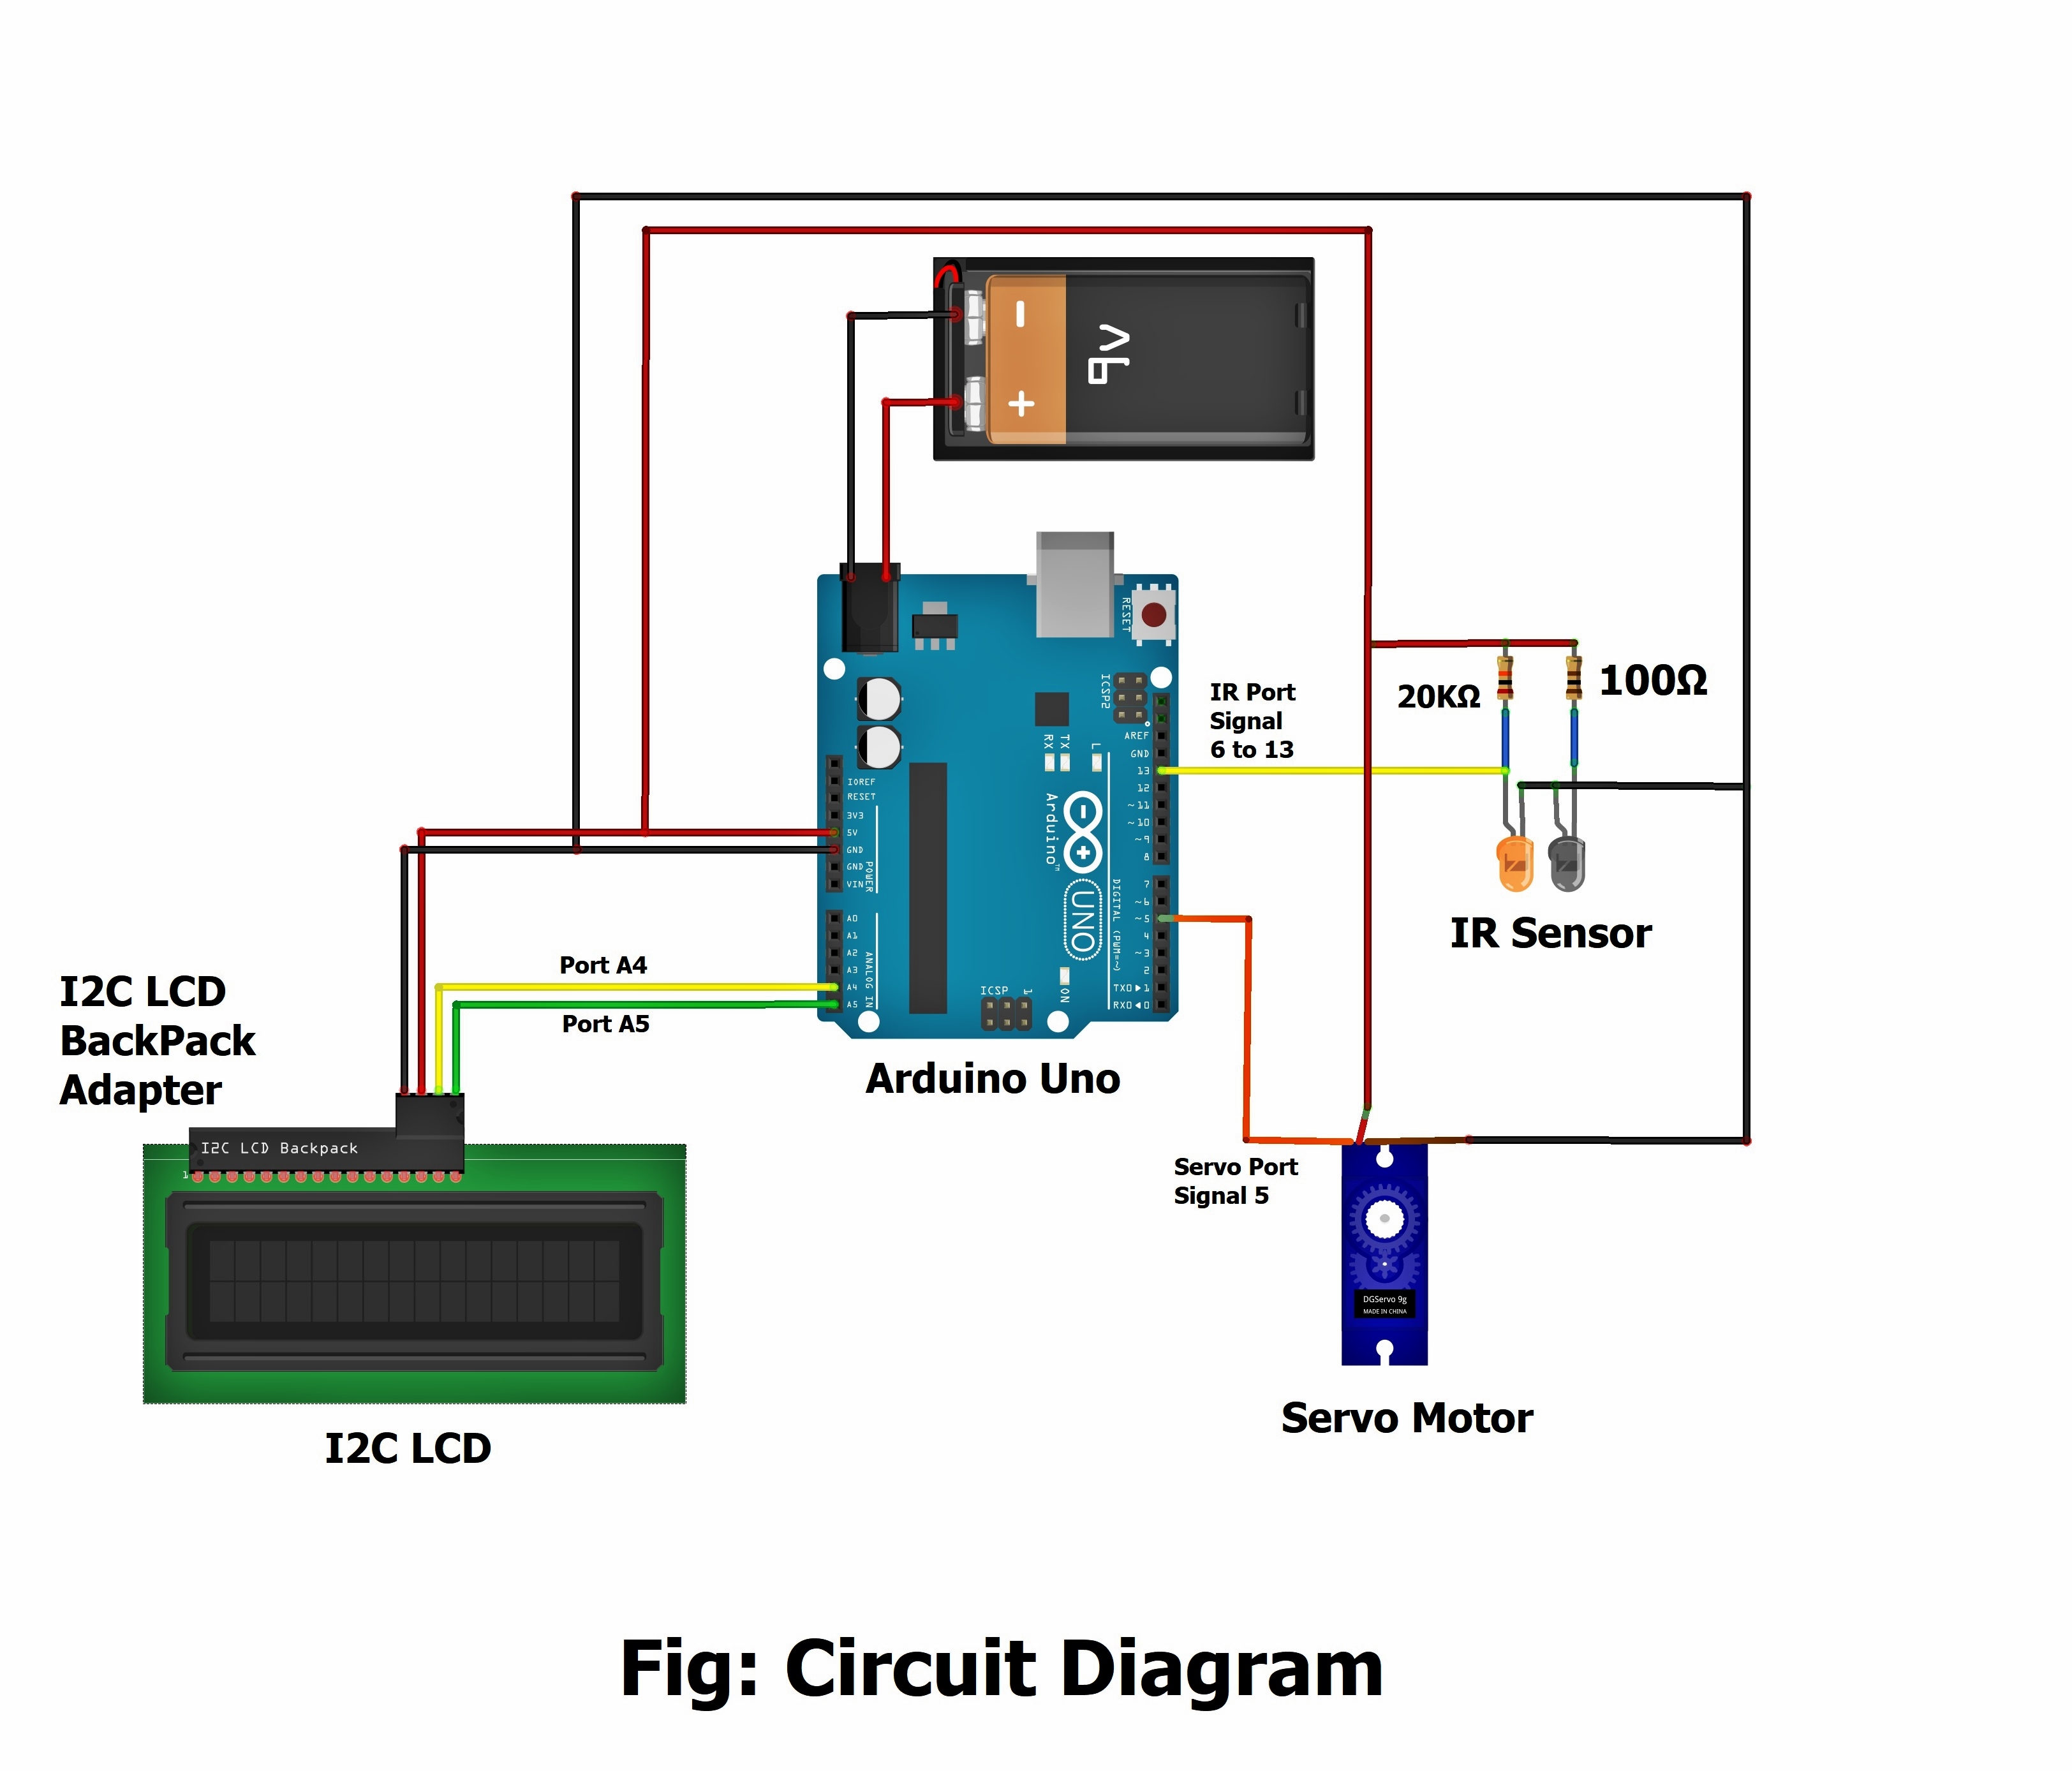 9v
RESET
ICSP2
IR Port
Signal
6 to 13
20KΩ
100Ω
AREF
GND
RX
TX
L
13
12
~11
~10
~9
8
IOREF
RESET
3V3
5V
GND
GND
VIN
POWER
Arduino™
UNO
DIGITAL (PWM=~)
7
~6
~5
4
~3
2
TX0▶1
RX0◀0
A0
A1
A2
A3
A4
A5
ANALOG IN
ICSP
1
ON
IR Sensor
Port A4
Port A5
I2C LCD
BackPack
Adapter
Arduino Uno
I2C LCD Backpack
1
Servo Port
Signal 5
DGServo 9g
MADE IN CHINA
Servo Motor
I2C LCD
Fig: Circuit Diagram